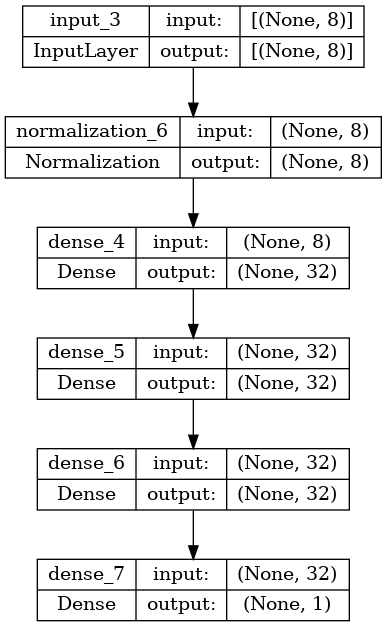 input_3 input: [(None, 8)]
InputLayer output: [(None, 8)]
normalization_6 input: (None, 8)
Normalization output: (None, 8)
dense_4 input: (None, 8)
Dense output: (None, 32)
dense_5 input: (None, 32)
Dense output: (None, 32)
dense_6 input: (None, 32)
Dense output: (None, 32)
dense_7 input: (None, 32)
Dense output: (None, 1)